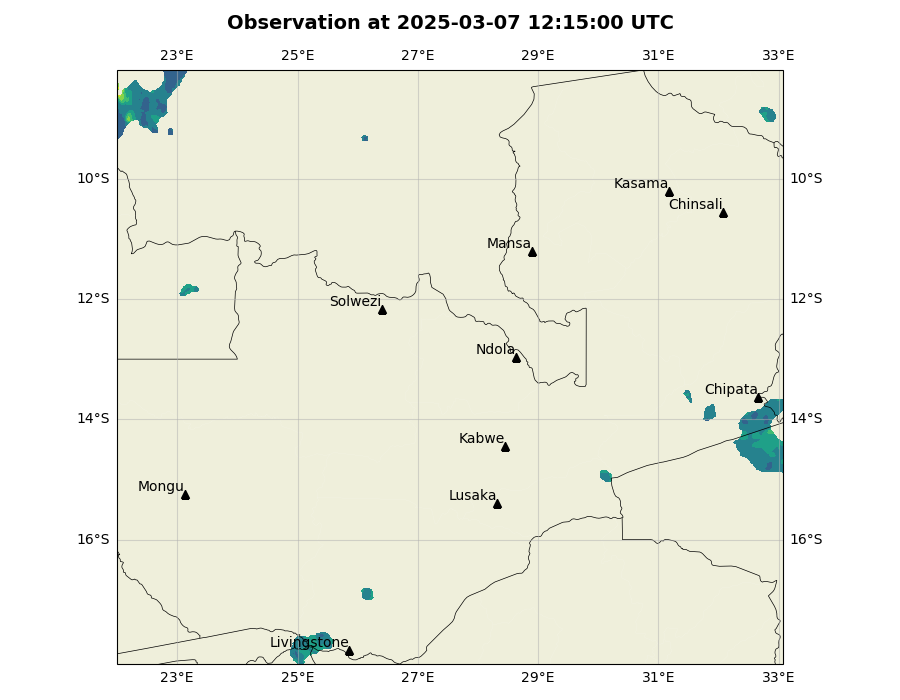 Observation at 2025-03-07 12:15:00 UTC
23°E 25°E 27°E 29°E 31°E 33°E
10°S Kasama 10°S
Chinsali
Mansa
12°S Solwezi 12°S
Ndola
Chipata
14°S 14°S
Kabwe
Mongu
Lusaka
16°S 16°S
Livingstone
23°E 25°E 27°E 29°E 31°E 33°E